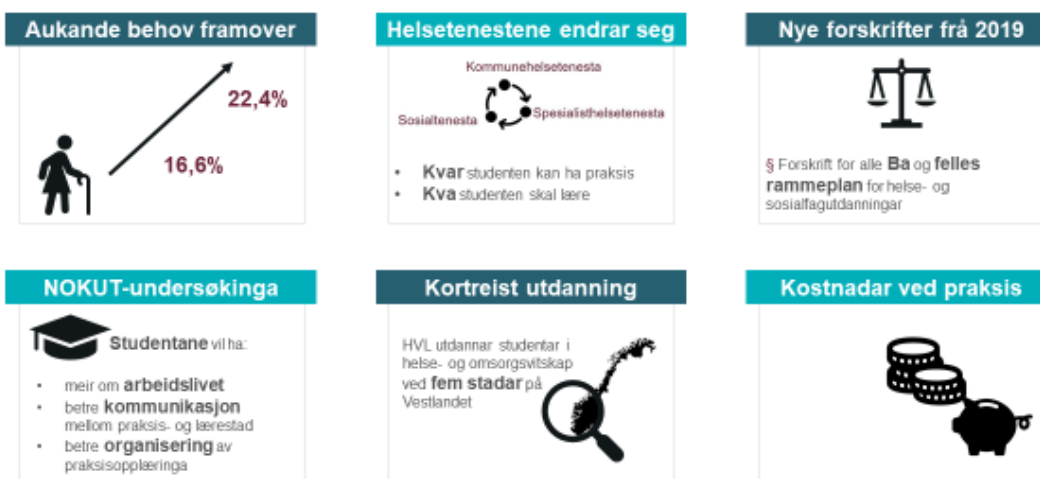 Aukande behov framover
22,4%
16,6%
Helsetenestene endrar seg
Kommunehelsetenesta
Sosialtenesta
Spesialisthelsetenesta
• Kvar studenten kan ha praksis
• Kva studenten skal lære
Nye forskrifter frå 2019
§ Forskrift for alle Ba og felles
rammeplan for helse- og
sosialfagutdanningar
NOKUT-undersøkinga
Studentane vil ha:
• meir om arbeidslivet
• betre kommunikasjon
mellom praksis- og lærestad
• betre organisering av
praksisopplæringa
Kortreist utdanning
HVL utdannar studentar i
helse- og omsorgsvitskap
ved fem stadar på
Vestlandet
Kostnadar ved praksis